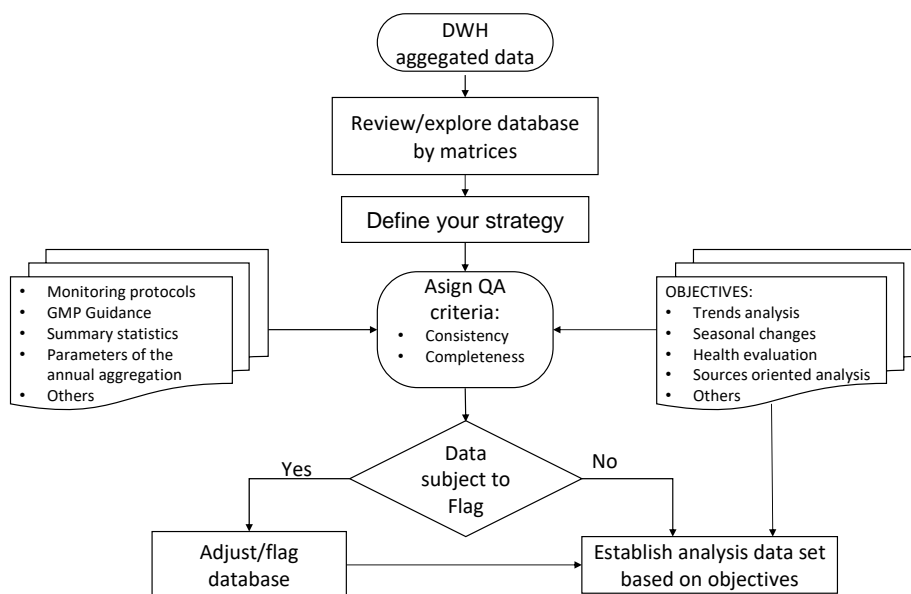 DWH
aggegated data
Review/explore database
by matrices
Define your strategy
• Monitoring protocols
• GMP Guidance
• Summary statistics
• Parameters of the
annual aggregation
• Others
Asign QA
criteria:
• Consistency
• Completeness
OBJECTIVES:
• Trends analysis
• Seasonal changes
• Health evaluation
• Sources oriented analysis
• Others
Yes
Data
subject to
Flag
No
Adjust/flag
database
Establish analysis data set
based on objectives